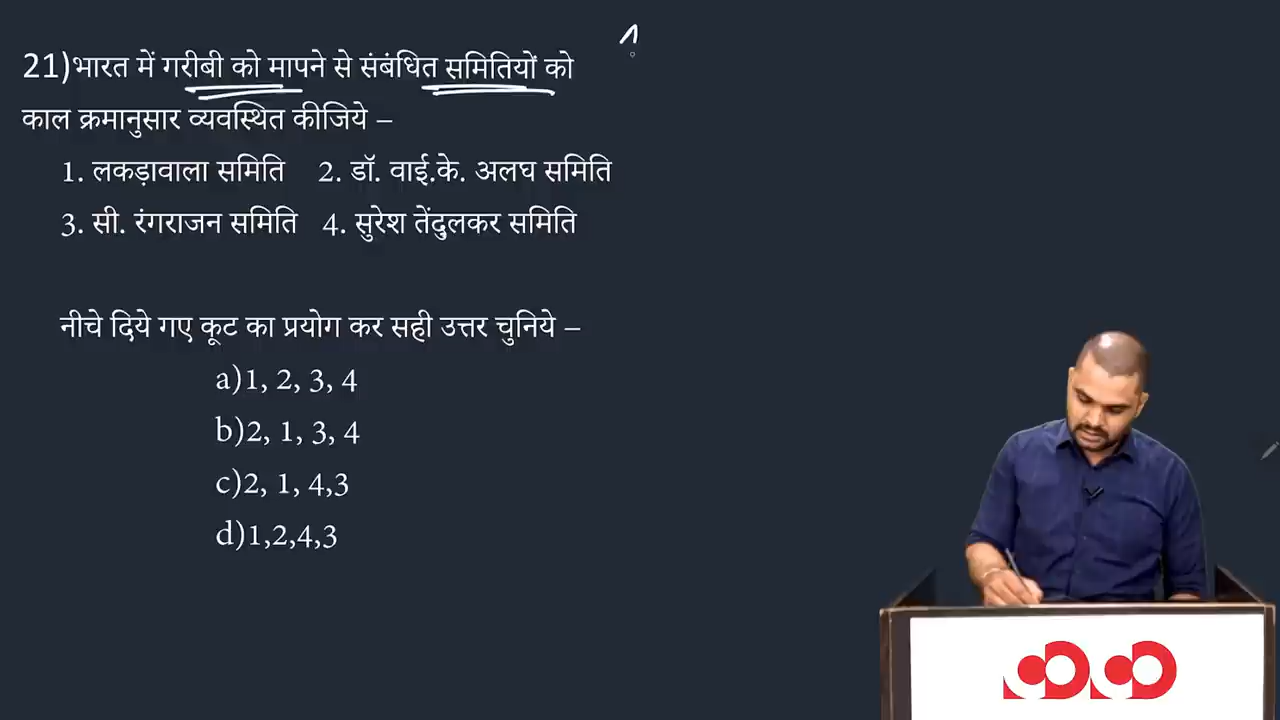 21)भारत में गरीबी को मापने से संबंधित समितियों को
काल क्रमानुसार व्यवस्थित कीजिये –
1. लकड़ावाला समिति 2. डॉ. वाई.के. अलघ समिति
3. सी. रंगराजन समिति 4. सुरेश तेंदुलकर समिति
नीचे दिये गए कूट का प्रयोग कर सही उत्तर चुनिये –
a)1, 2, 3, 4
b)2, 1, 3, 4
c)2, 1, 4,3
d)1,2,4,3